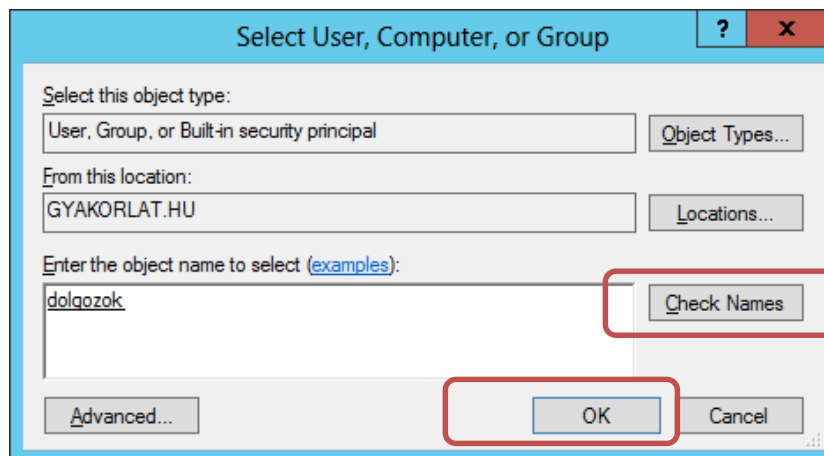 Select User, Computer, or Group
? x
Select this object type:
User, Group, or Built-in security principal
Object Types...
From this location:
GYAKORLAT.HU
Locations...
Enter the object name to select (examples):
dolgozok
Check Names
Advanced...
OK
Cancel